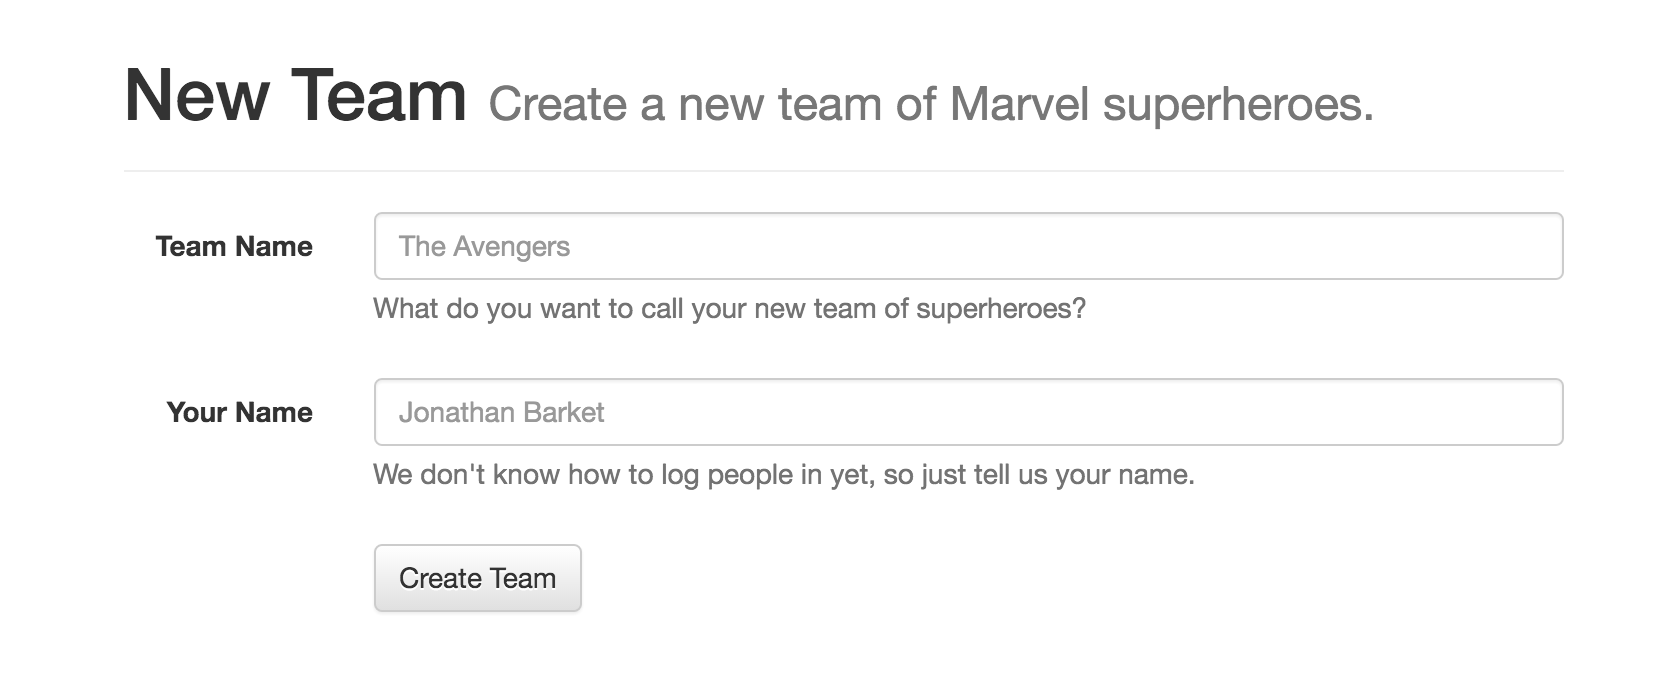 New Team Create a new team of Marvel superheroes.
Team Name
The Avengers
What do you want to call your new team of superheroes?
Your Name
Jonathan Barket
We don't know how to log people in yet, so just tell us your name.
Create Team